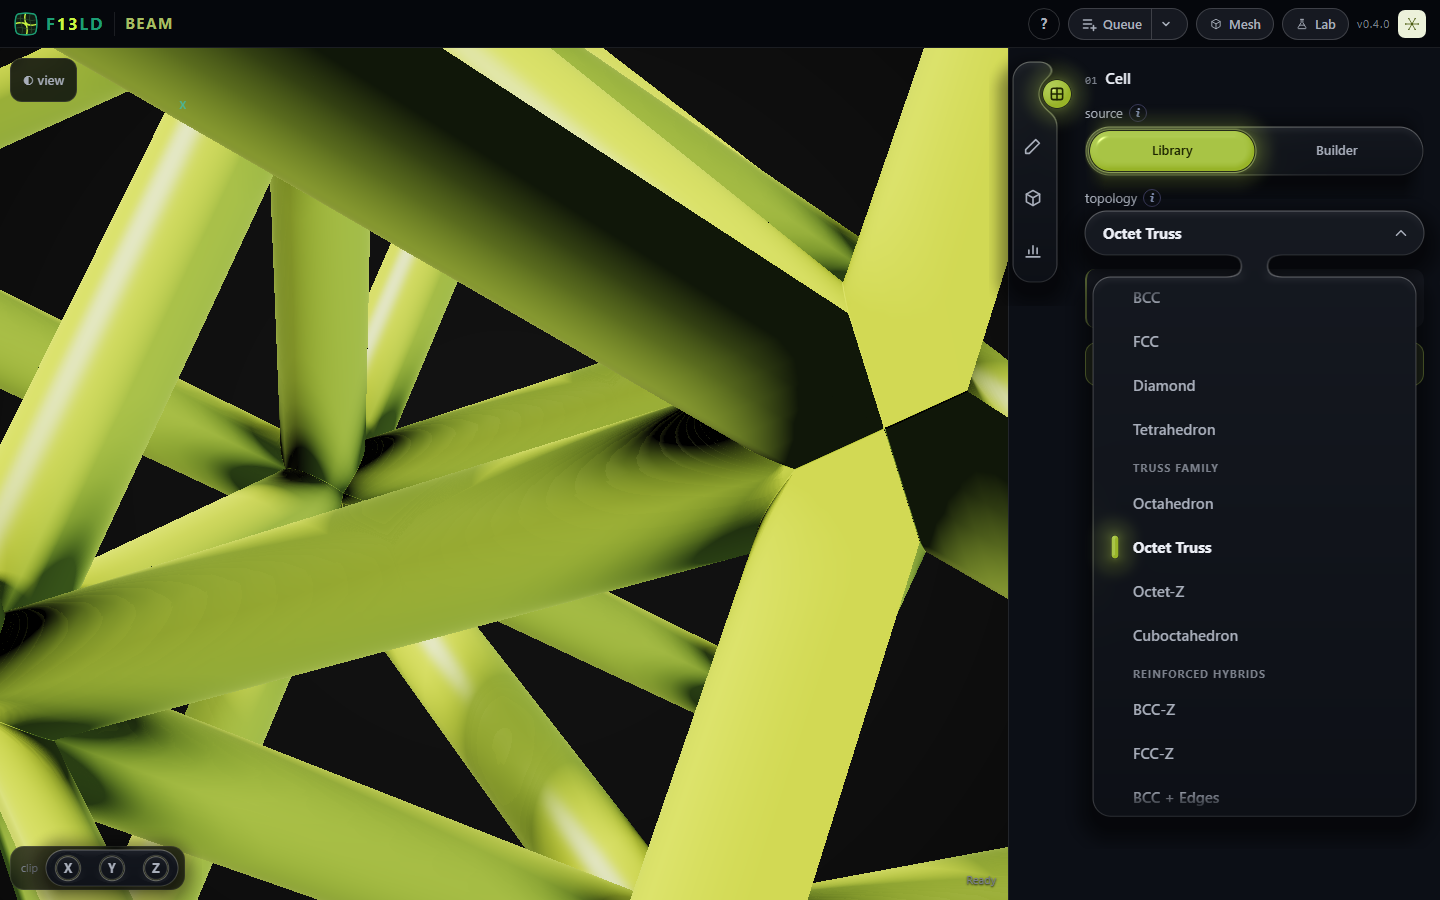 F13LD BEAM
? Queue Mesh Lab v0.4.0
view
X
01 Cell
source i
Library Builder
topology i
Octet Truss
BCC
FCC
Diamond
Tetrahedron
TRUSS FAMILY
Octahedron
Octet Truss
Octet-Z
Cuboctahedron
REINFORCED HYBRIDS
BCC-Z
FCC-Z
BCC + Edges
clip X Y Z
Ready